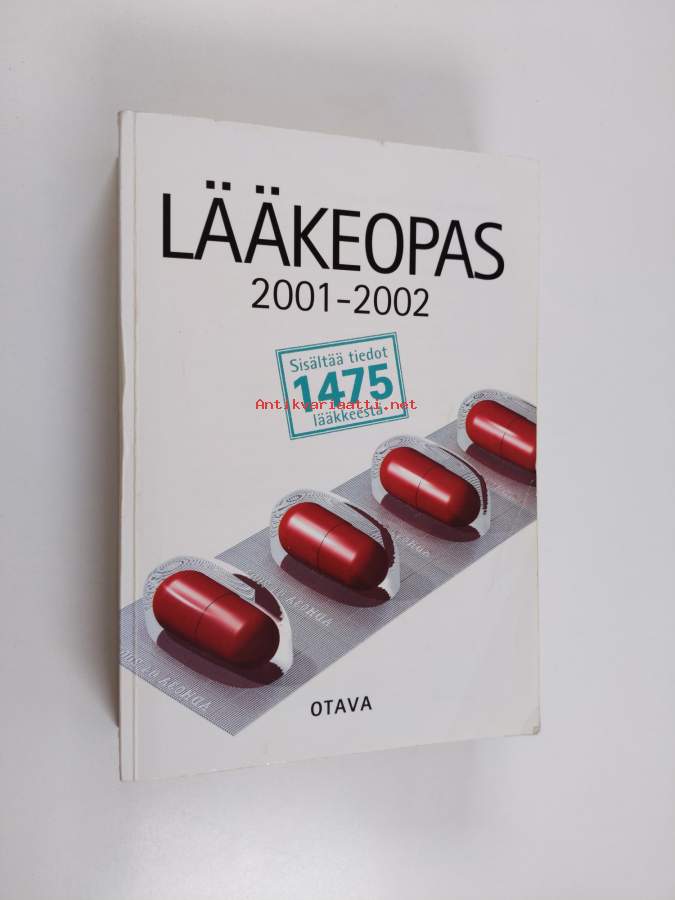 LÄÄKEOPAS
2001–2002
Sisältää tiedot
1475
Antikvariaatti.net
lääkkeestä
OTAVA